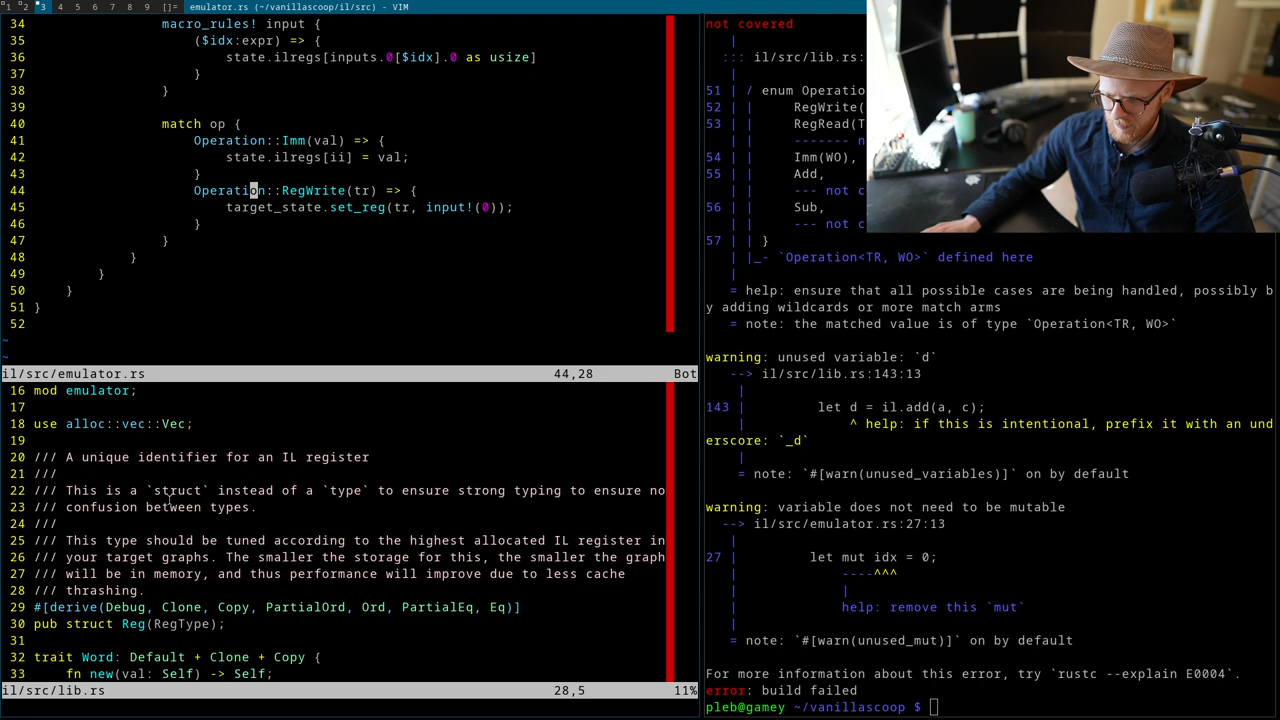 1 2 3 4 5 6 7 8 9 []= emulator.rs (~/vanillascoop/il/src) - VIM
34 macro_rules! input {
35 ($idx:expr) => {
36 state.ilregs[inputs.0[$idx].0 as usize]
37 }
38 }
39
40 match op {
41 Operation::Imm(val) => {
42 state.ilregs[ii] = val;
43 }
44 Operation::RegWrite(tr) => {
45 target_state.set_reg(tr, input!(0));
46 }
47 }
48 }
49 }
50 }
51 }
52
~
~
il/src/emulator.rs 44,28 Bot
16 mod emulator;
17
18 use alloc::vec::Vec;
19
20 /// A unique identifier for an IL register
21 ///
22 /// This is a `struct` instead of a `type` to ensure strong typing to ensure no
23 /// confusion between types.
24 ///
25 /// This type should be tuned according to the highest allocated IL register in
26 /// your target graphs. The smaller the storage for this, the smaller the graph
27 /// will be in memory, and thus performance will improve due to less cache
28 /// thrashing.
29 #[derive(Debug, Clone, Copy, PartialOrd, Ord, PartialEq, Eq)]
30 pub struct Reg(RegType);
31
32 trait Word: Default + Clone + Copy {
33 fn new(val: Self) -> Self;
il/src/lib.rs 28,5 11%
not covered
|
::: il/src/lib.rs:
|
51 | / enum Operatio
52 | | RegWrite(
53 | | RegRead(T
| | ------- n
54 | | Imm(WO),
55 | | Add,
| | --- not c
56 | | Sub,
| | --- not c
57 | | }
| |_- `Operation<TR, WO>` defined here
|
= help: ensure that all possible cases are being handled, possibly b
y adding wildcards or more match arms
= note: the matched value is of type `Operation<TR, WO>`
warning: unused variable: `d`
--> il/src/lib.rs:143:13
|
143 | let d = il.add(a, c);
| ^ help: if this is intentional, prefix it with an und
erscore: `_d`
|
= note: `#[warn(unused_variables)]` on by default
warning: variable does not need to be mutable
--> il/src/emulator.rs:27:13
|
27 | let mut idx = 0;
| ----^^^
| |
| help: remove this `mut`
|
= note: `#[warn(unused_mut)]` on by default
For more information about this error, try `rustc --explain E0004`.
error: build failed
pleb@gamey ~/vanillascoop $